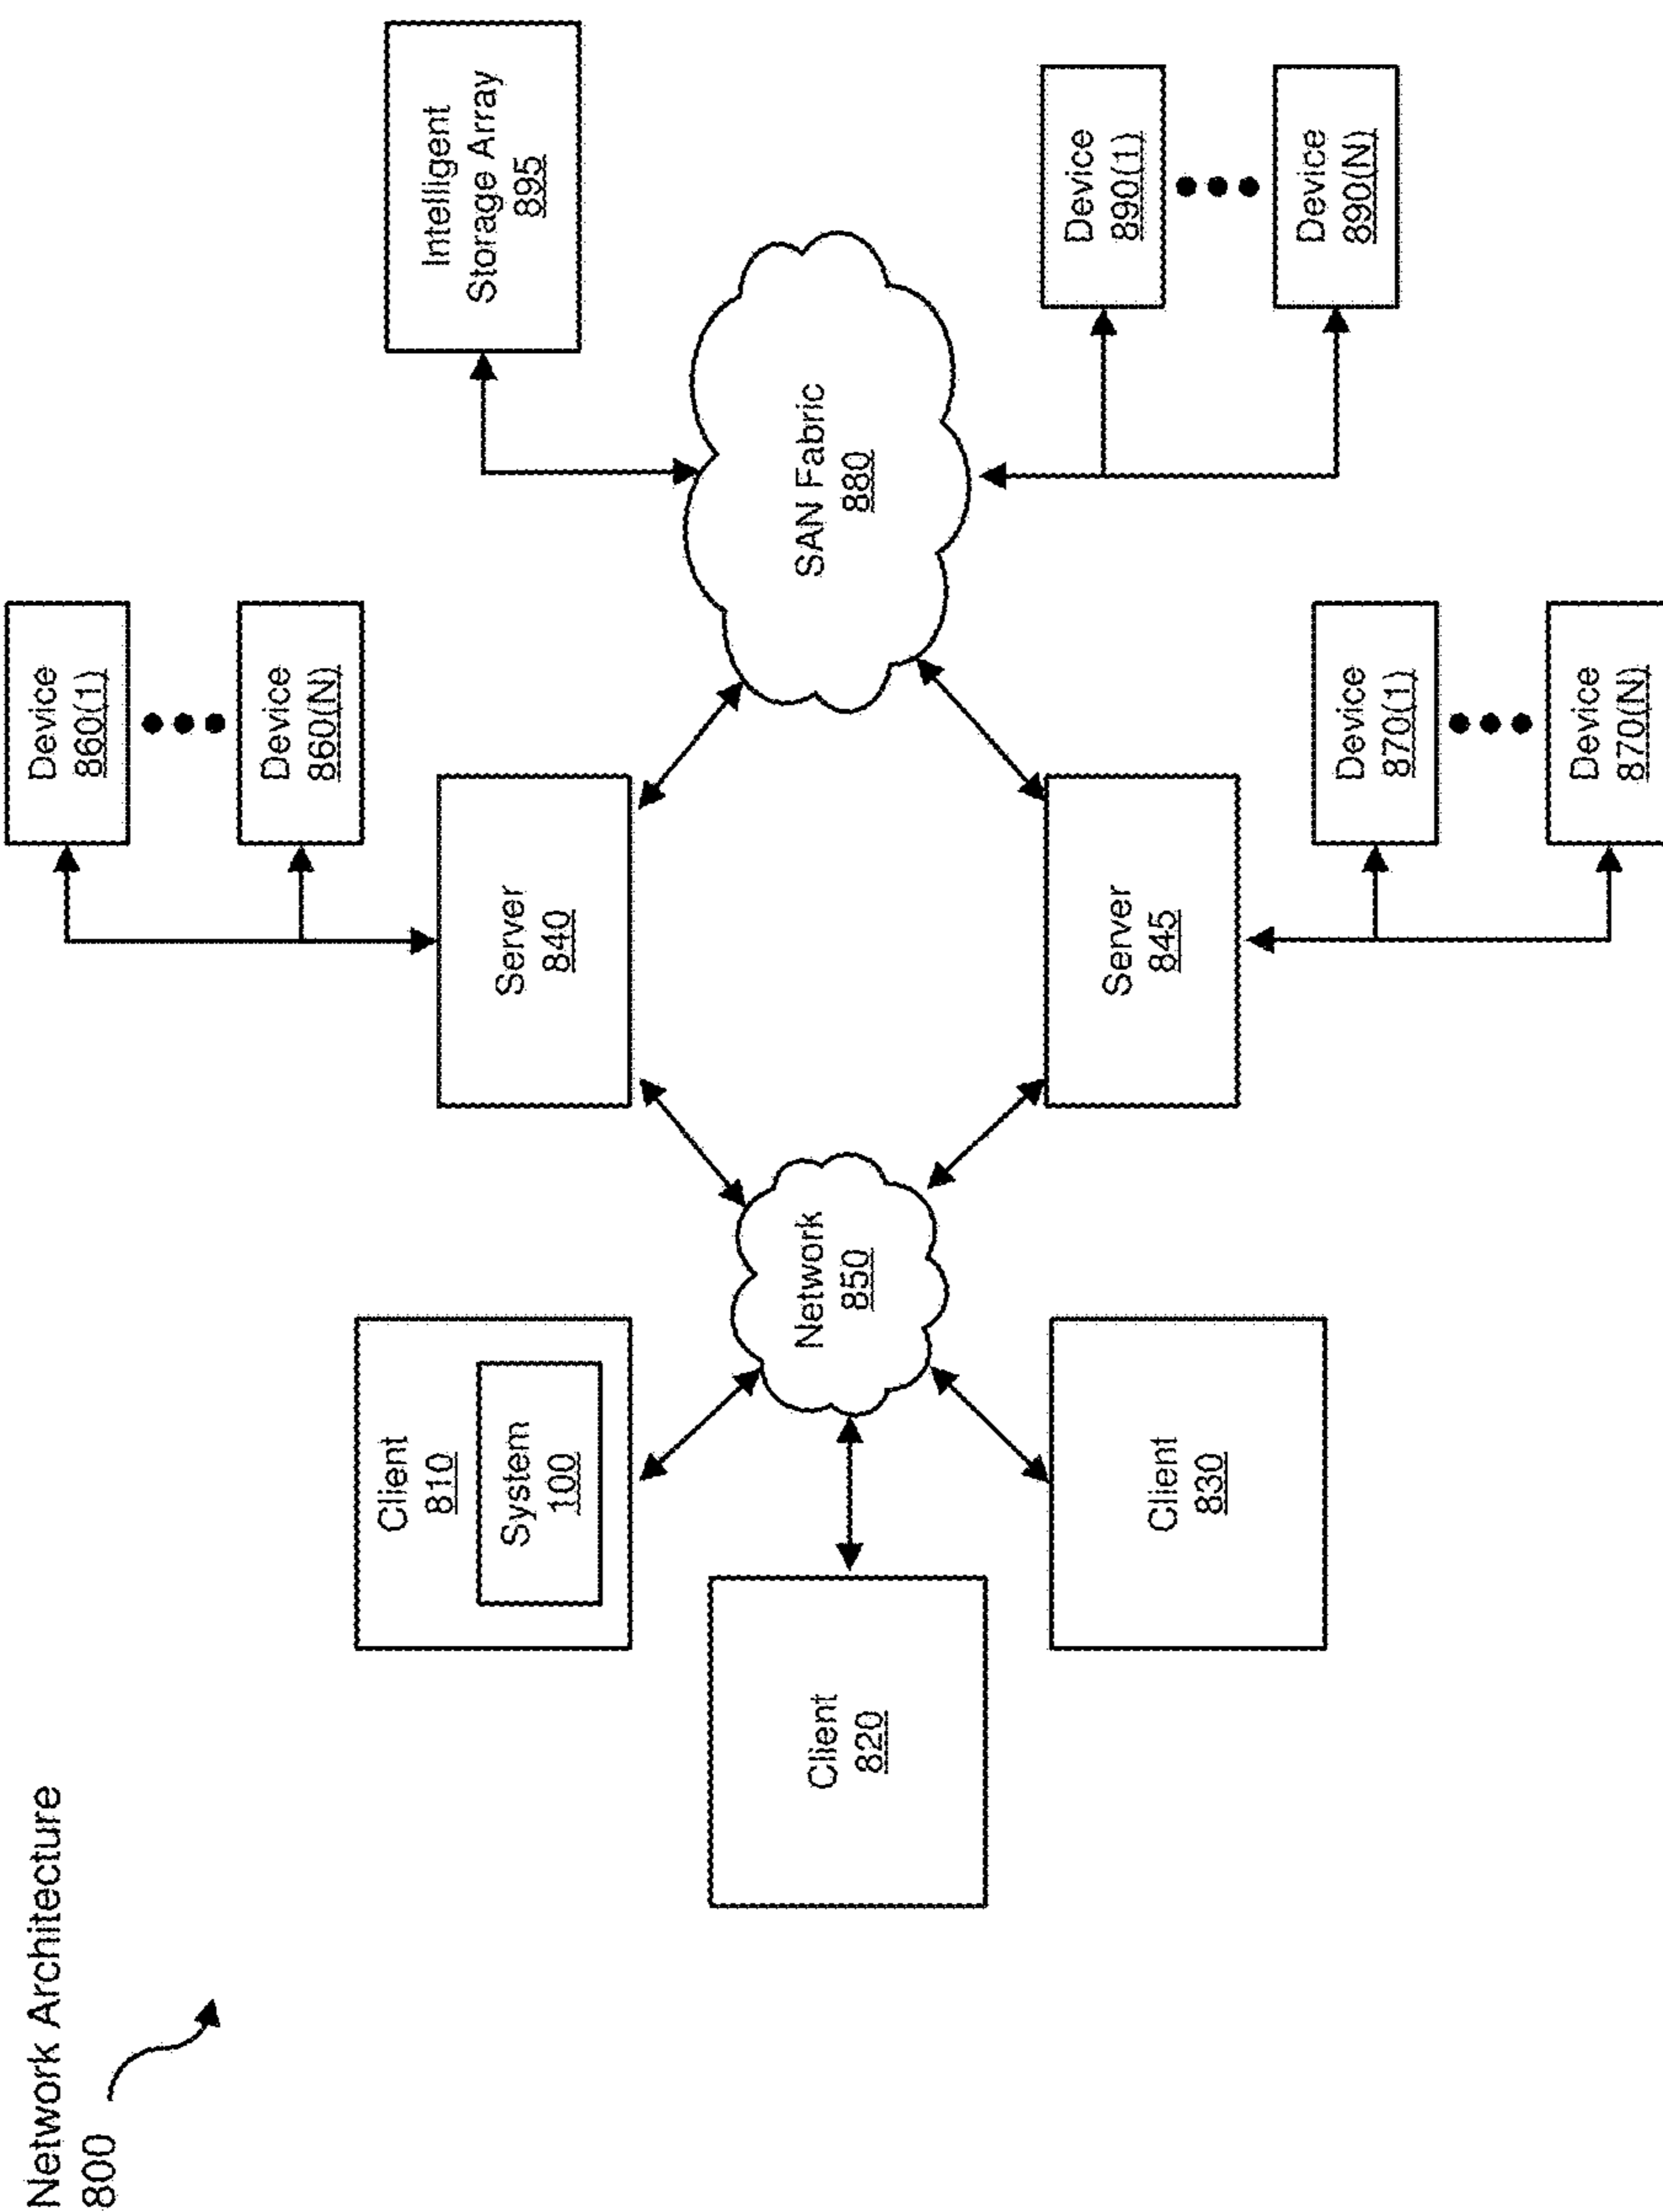 Network Architecture
800
Client
810
System
100
Client
820
Client
830
Network
850
Device
860(1)
Device
860(N)
Server
840
Server
845
Device
870(1)
Device
870(N)
SAN Fabric
880
Intelligent
Storage Array
895
Device
890(1)
Device
890(N)